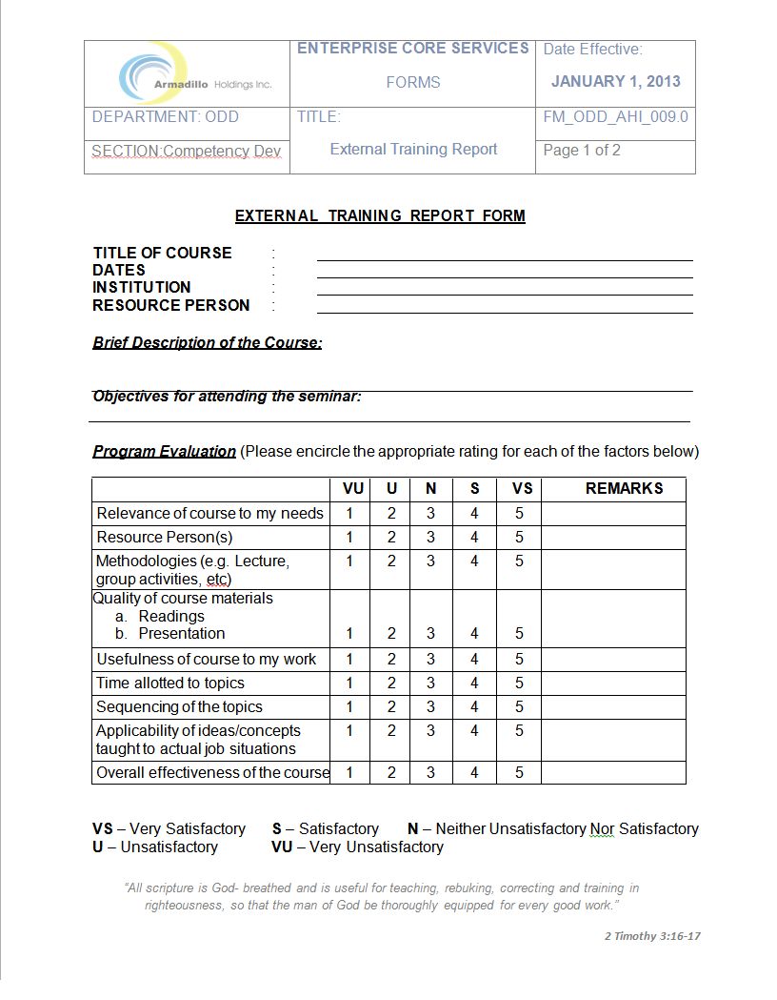 Armadillo Holdings Inc.
ENTERPRISE CORE SERVICES
FORMS
Date Effective:
JANUARY 1, 2013
DEPARTMENT: ODD
TITLE:
FM_ODD_AHI_009.0
SECTION:Competency Dev
External Training Report
Page 1 of 2
EXTERNAL TRAINING REPORT FORM
TITLE OF COURSE :
DATES :
INSTITUTION :
RESOURCE PERSON :
Brief Description of the Course:
Objectives for attending the seminar:
Program Evaluation (Please encircle the appropriate rating for each of the factors below)
VU U N S VS REMARKS
Relevance of course to my needs 1 2 3 4 5
Resource Person(s) 1 2 3 4 5
Methodologies (e.g. Lecture, 1 2 3 4 5
group activities, etc)
Quality of course materials
a. Readings
b. Presentation 1 2 3 4 5
Usefulness of course to my work 1 2 3 4 5
Time allotted to topics 1 2 3 4 5
Sequencing of the topics 1 2 3 4 5
Applicability of ideas/concepts 1 2 3 4 5
taught to actual job situations
Overall effectiveness of the course 1 2 3 4 5
VS – Very Satisfactory S – Satisfactory N – Neither Unsatisfactory Nor Satisfactory
U – Unsatisfactory VU – Very Unsatisfactory
“All scripture is God- breathed and is useful for teaching, rebuking, correcting and training in
righteousness, so that the man of God be thoroughly equipped for every good work.”
2 Timothy 3:16-17